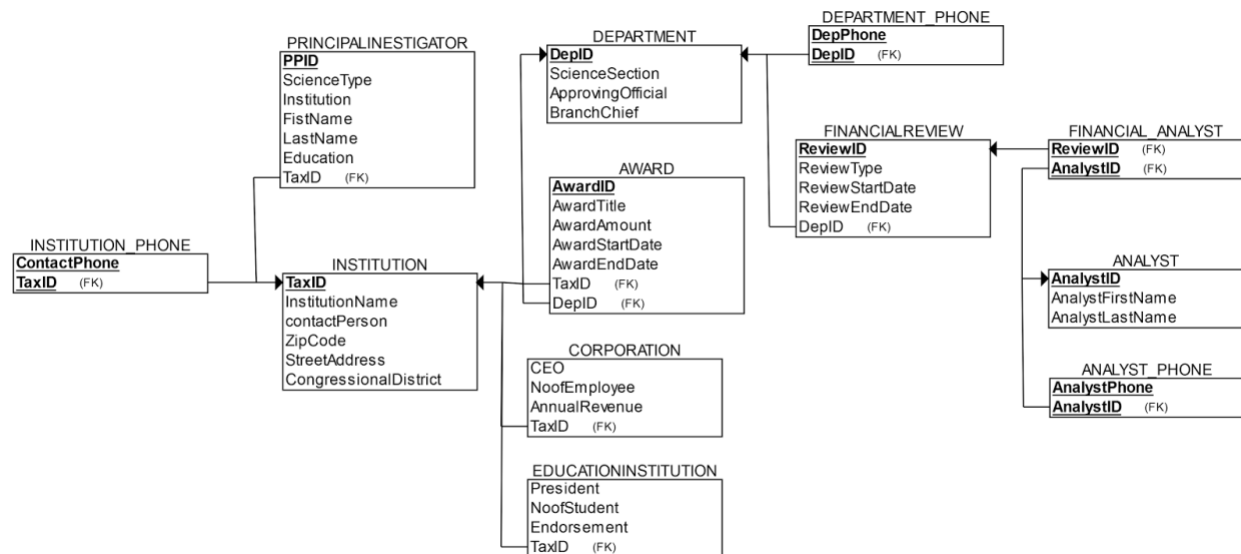 PRINCIPALINESTIGATOR
PPID
ScienceType
Institution
FistName
LastName
Education
TaxID (FK)
DEPARTMENT
DepID
ScienceSection
ApprovingOfficial
BranchChief
DEPARTMENT_PHONE
DepPhone
DepID (FK)
FINANCIALREVIEW
ReviewID
ReviewType
ReviewStartDate
ReviewEndDate
DepID (FK)
FINANCIAL_ANALYST
ReviewID (FK)
AnalystID (FK)
AWARD
AwardID
AwardTitle
AwardAmount
AwardStartDate
AwardEndDate
TaxID (FK)
DepID (FK)
INSTITUTION_PHONE
ContactPhone
TaxID (FK)
INSTITUTION
TaxID
InstitutionName
contactPerson
ZipCode
StreetAddress
CongressionalDistrict
ANALYST
AnalystID
AnalystFirstName
AnalystLastName
CORPORATION
CEO
NoofEmployee
AnnualRevenue
TaxID (FK)
ANALYST_PHONE
AnalystPhone
AnalystID (FK)
EDUCATIONINSTITUTION
President
NoofStudent
Endorsement
TaxID (FK)